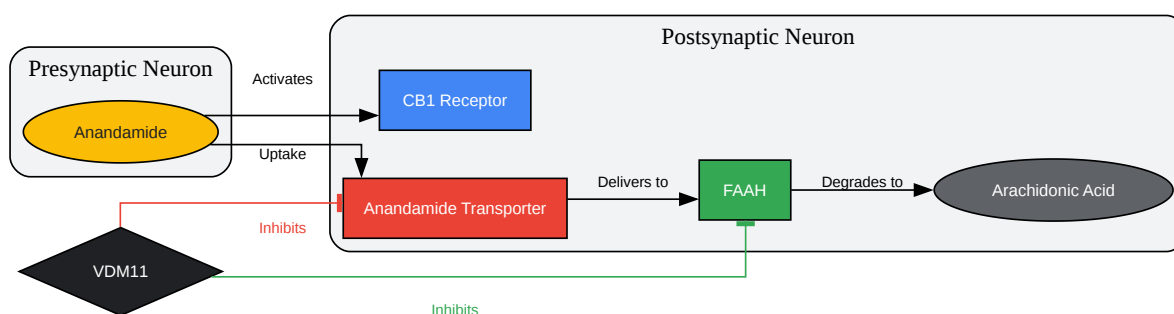 Postsynaptic Neuron
Presynaptic Neuron
Activates
CB1 Receptor
Anandamide
Uptake
Delivers to
FAAH
Degrades to
Arachidonic Acid
Anandamide Transporter
Inhibits
VDM11
Inhibits